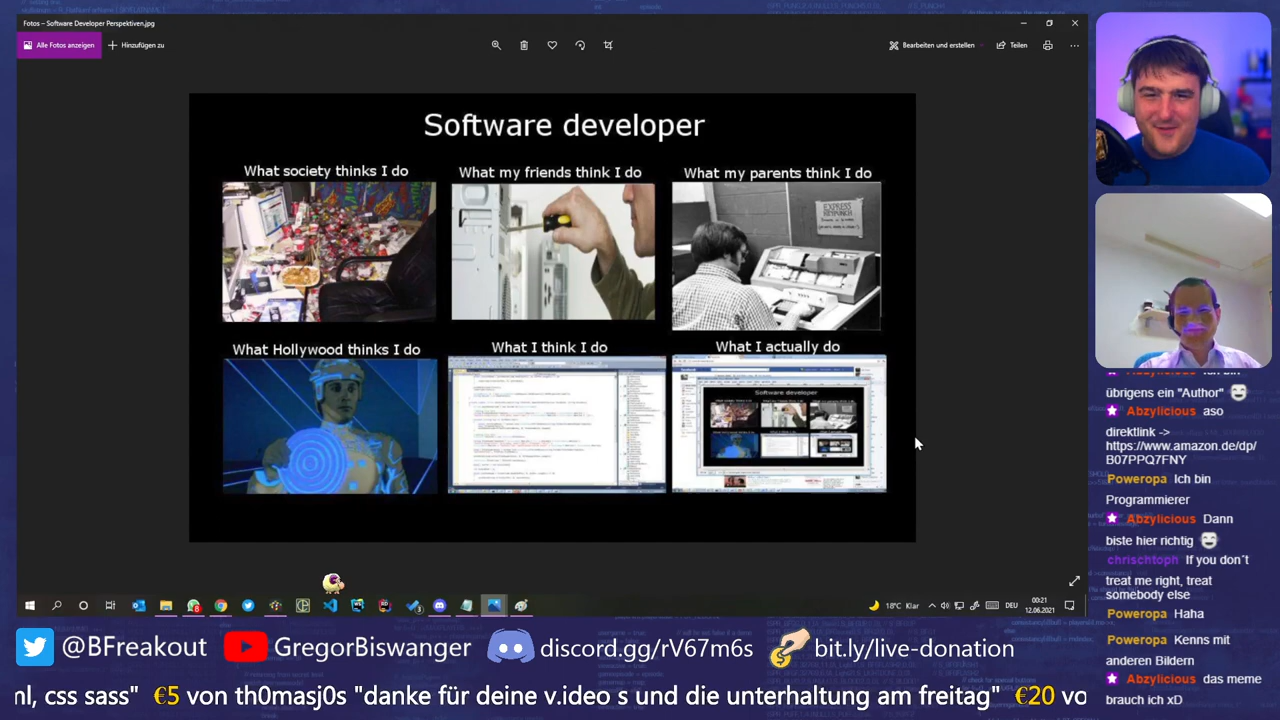 Fotos – Software Developer Perspektiven.jpg
Alle Fotos anzeigen
Hinzufügen zu
Bearbeiten und erstellen
Teilen
Software developer
What society thinks I do
What my friends think I do
What my parents think I do
EXPRESS
KEYPUNCH
What Hollywood thinks I do
What I think I do
What I actually do
Software developer
übrigens ein "Author"
Abzylicious aso
direktlink ->
https://www.amazon.de/dp/
B07PPQ7FNY
Poweropa Ich bin
Programmierer
Abzylicious Dann
biste hier richtig
chrischtoph If you don´t
treat me right, treat
somebody else
Poweropa Haha
Poweropa Kenns mit
anderen Bildern
Abzylicious das meme
brauch ich xD
18°C Klar
DEU
00:21
12.06.2021
@BFreakout
GregorBiswanger
discord.gg/rV67m6s
bit.ly/live-donation
nl, css sass" €5 von th0masj0s "danke für deine v.ideo s und die unterhaltung am freitag" €20 vo